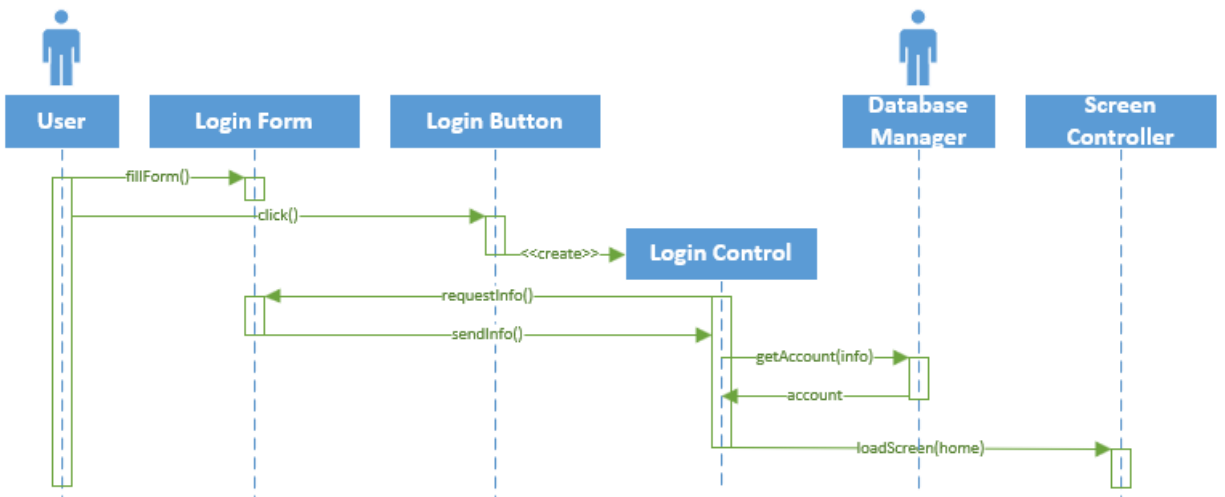 User
Login Form
Login Button
Database
Manager
Screen
Controller
fillForm()
click()
<<create>>
Login Control
requestInfo()
sendInfo()
getAccount(info)
account
loadScreen(home)